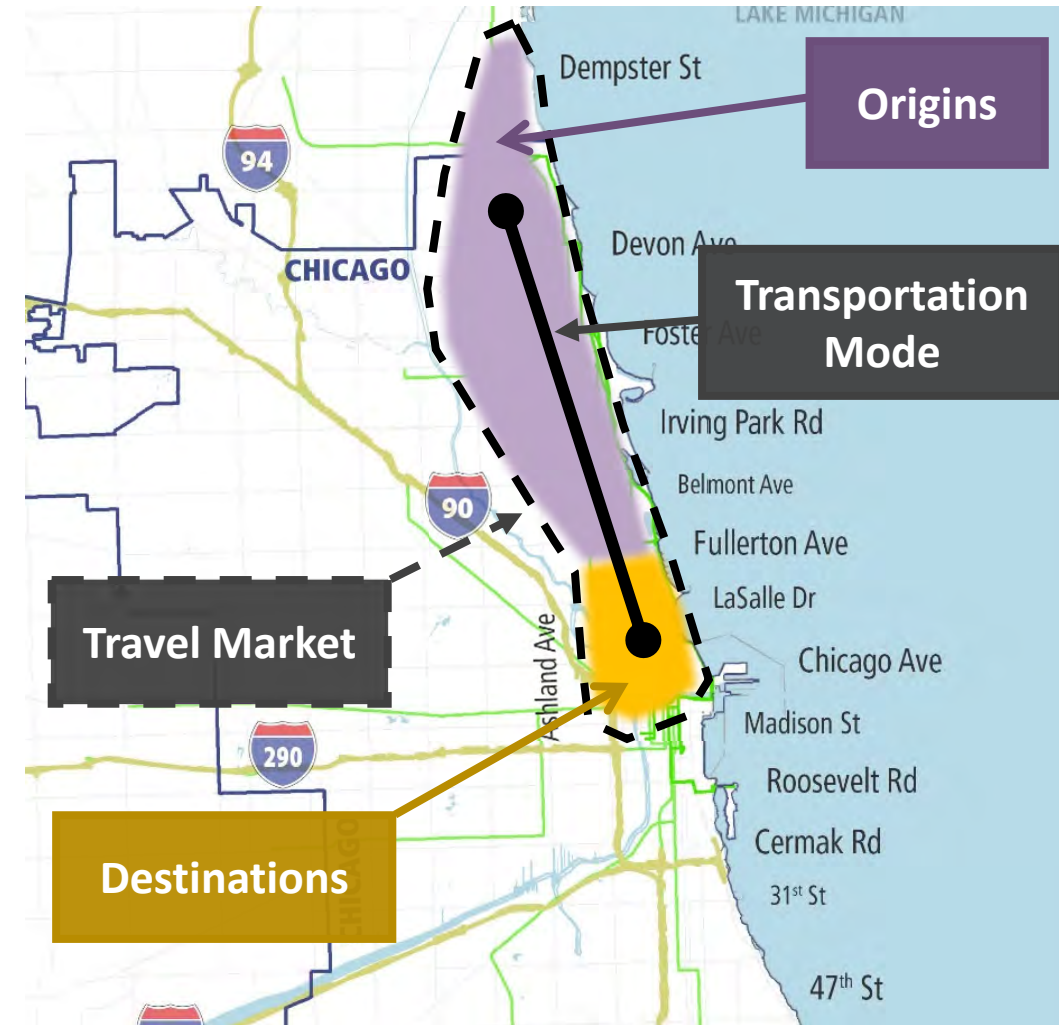 LAKE MICHIGAN
Dempster St
Origins
94
Devon Ave
CHICAGO
Transportation
Mode
Foster Ave
Irving Park Rd
Belmont Ave
90
Fullerton Ave
LaSalle Dr
Travel Market
Ashland Ave
Chicago Ave
Madison St
290
Roosevelt Rd
Cermak Rd
Destinations
CHICAGO
31st St
47th St